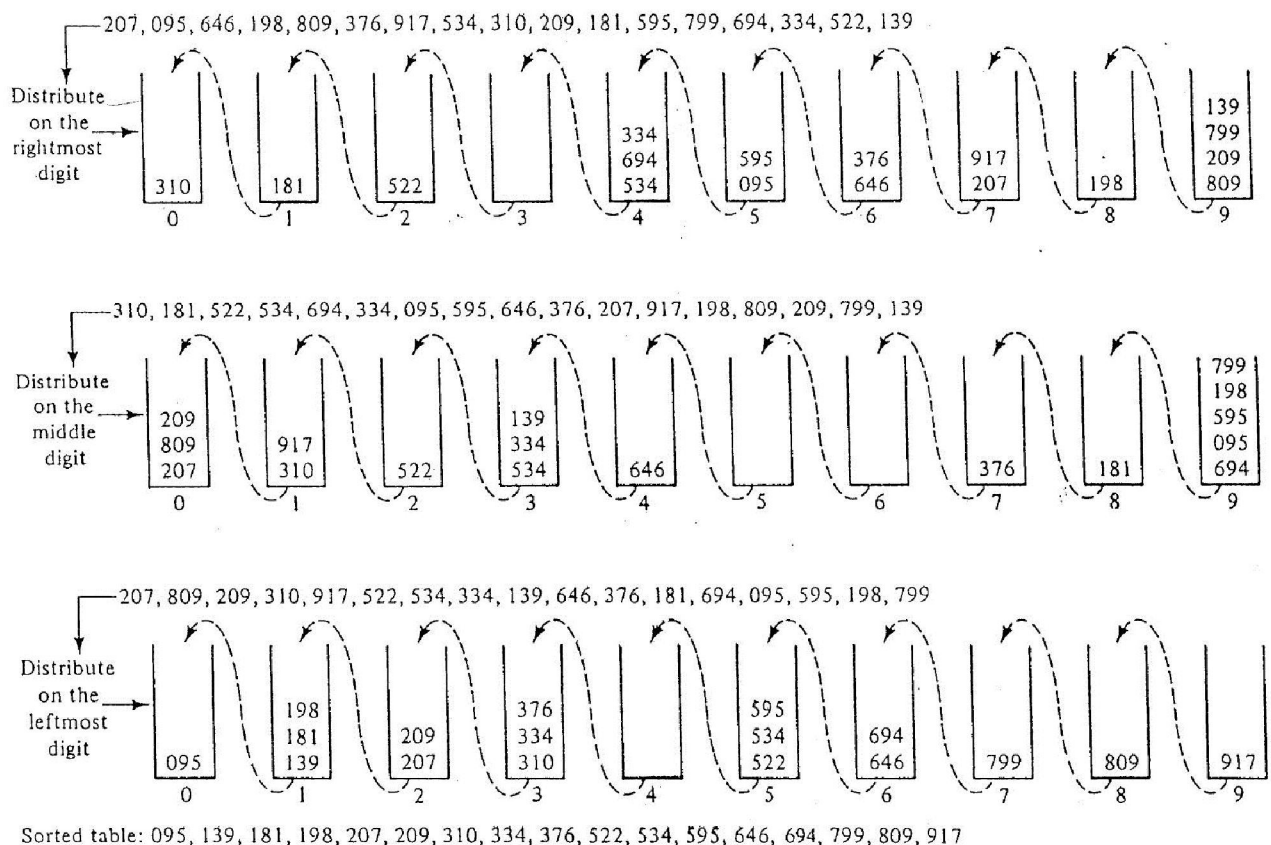 207, 095, 646, 198, 809, 376, 917, 534, 310, 209, 181, 595, 799, 694, 334, 522, 139
Distribute
on the
rightmost
digit
139
334 799
694 595 376 917 209
310 181 522 534 095 646 207 198 809
0 1 2 3 4 5 6 7 8 9
310, 181, 522, 534, 694, 334, 095, 595, 646, 376, 207, 917, 198, 809, 209, 799, 139
Distribute
on the
middle
digit
799
198
209 139 595
809 917 334 095
207 310 522 534 646 376 181 694
0 1 2 3 4 5 6 7 8 9
207, 809, 209, 310, 917, 522, 534, 334, 139, 646, 376, 181, 694, 095, 595, 198, 799
Distribute
on the
leftmost
digit
198 376 595
181 209 334 534 694
095 139 207 310 522 646 799 809 917
0 1 2 3 4 5 6 7 8 9
Sorted table: 095, 139, 181, 198, 207, 209, 310, 334, 376, 522, 534, 595, 646, 694, 799, 809, 917